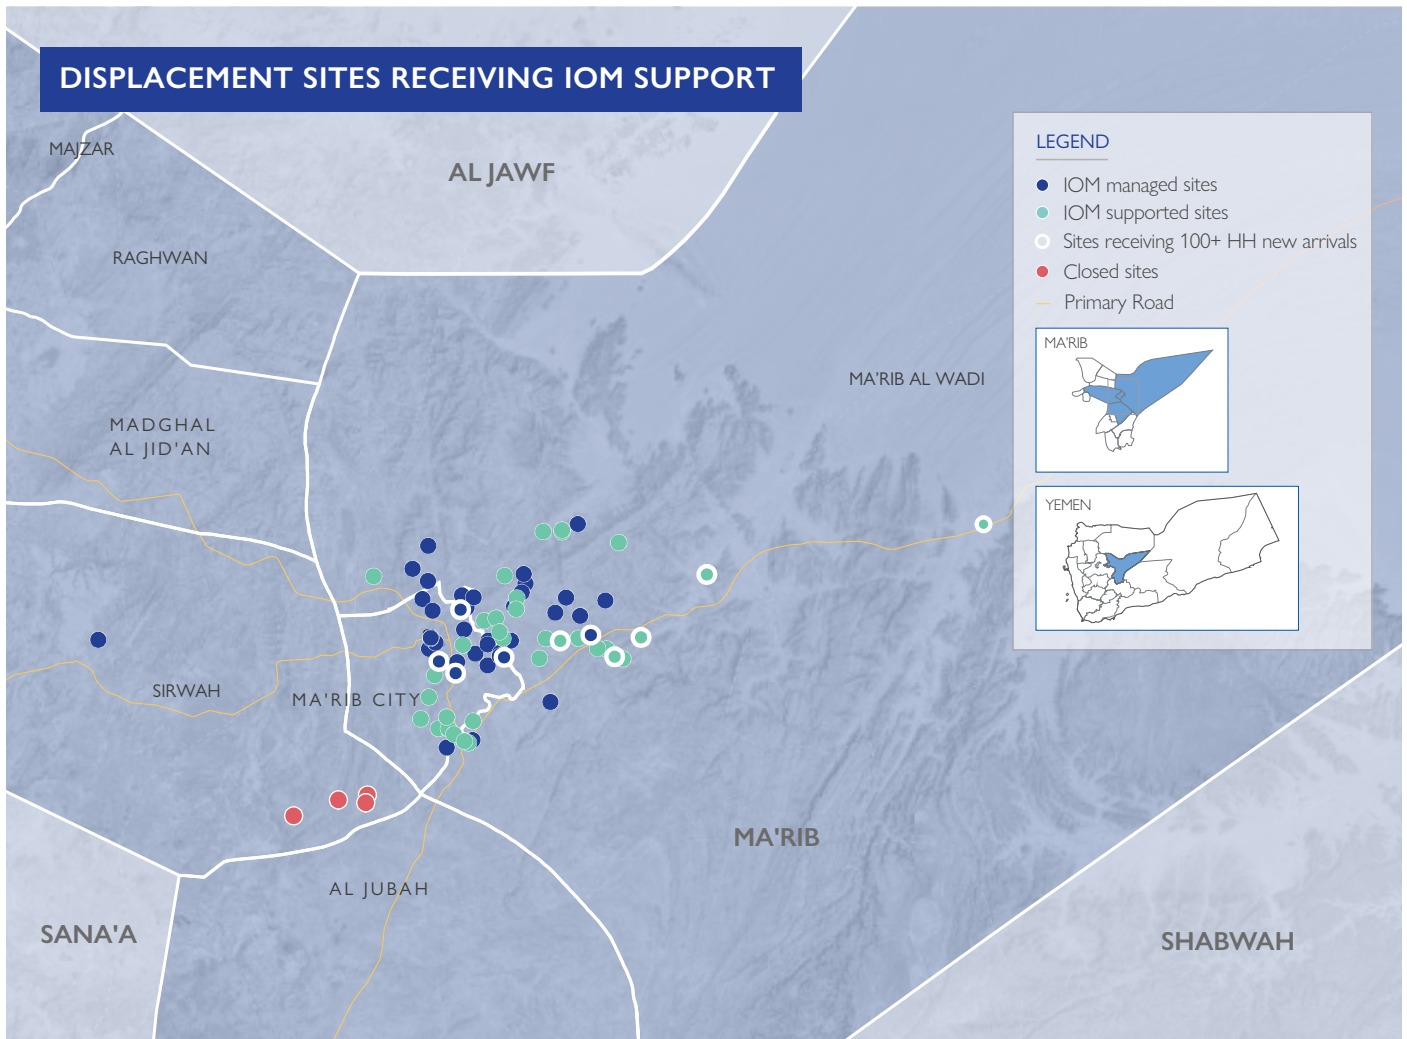 DISPLACEMENT SITES RECEIVING IOM SUPPORT
MAJZAR
AL JAWF
LEGEND
IOM managed sites
IOM supported sites
Sites receiving 100+ HH new arrivals
Closed sites
Primary Road
RAGHWAN
MA'RIB
MA'RIB AL WADI
MADGHAL
AL JID'AN
YEMEN
SIRWAH
MA'RIB CITY
MA'RIB
AL JUBAH
SANA'A
SHABWAH